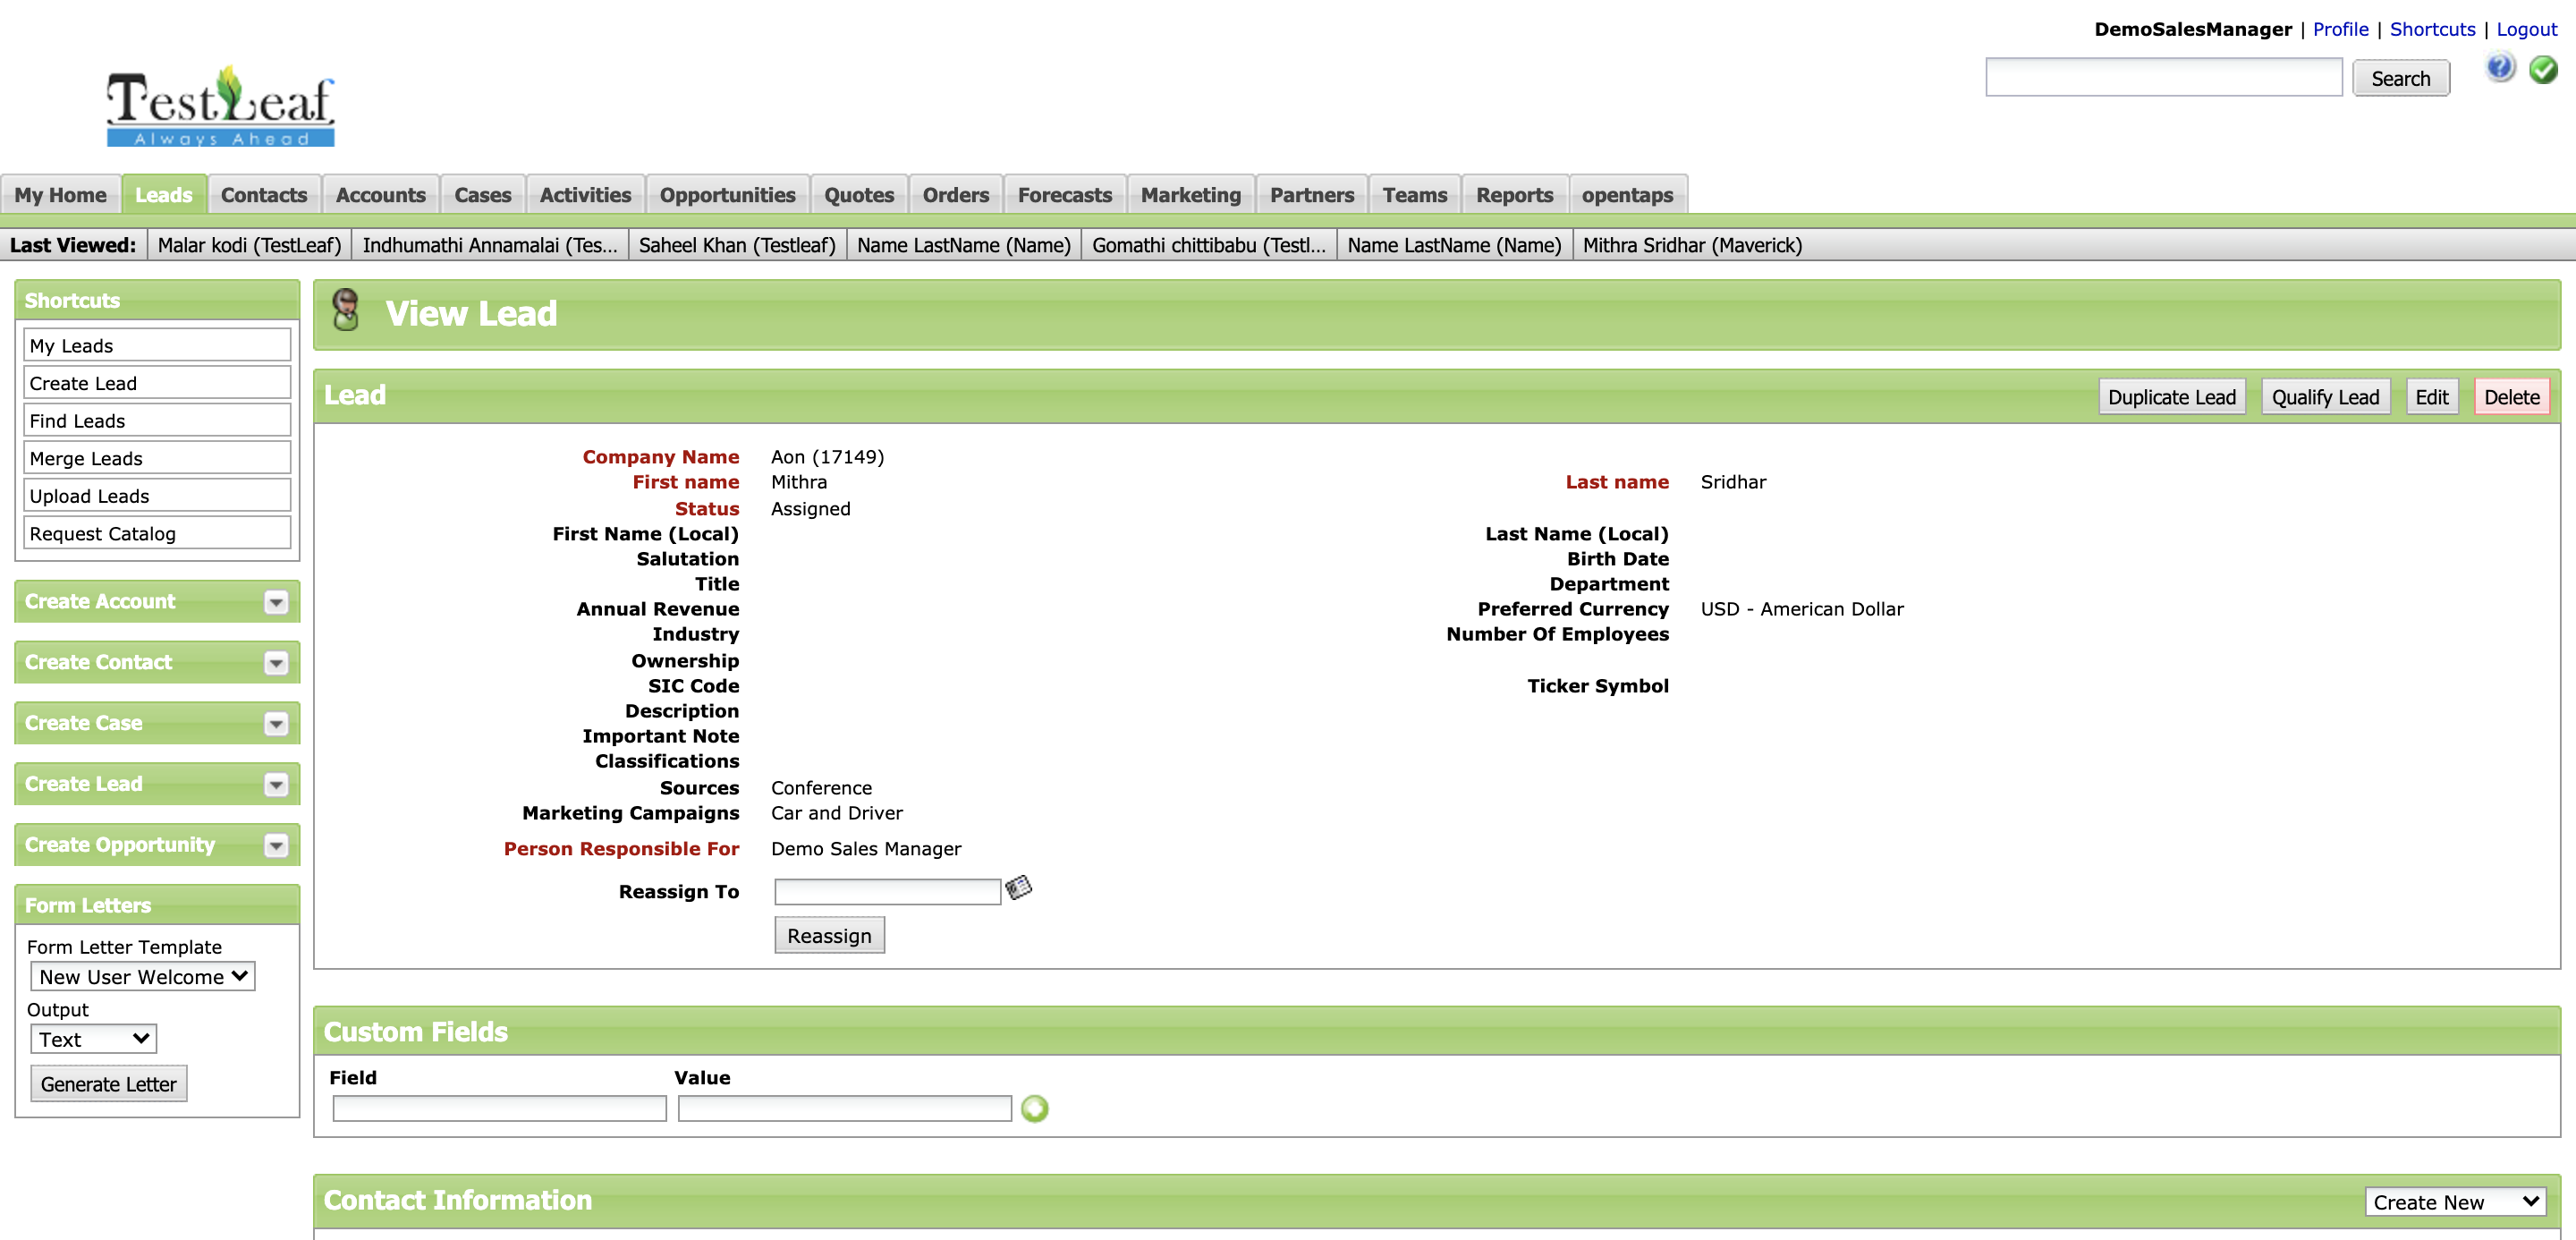 DemoSalesManager | Profile | Shortcuts | Logout
Search
TestLeaf
Always Ahead
My Home Leads Contacts Accounts Cases Activities Opportunities Quotes Orders Forecasts Marketing Partners Teams Reports opentaps
Last Viewed: Malar kodi (TestLeaf) Indhumathi Annamalai (Tes... Saheel Khan (Testleaf) Name LastName (Name) Gomathi chittibabu (Testl... Name LastName (Name) Mithra Sridhar (Maverick)
Shortcuts
My Leads
Create Lead
Find Leads
Merge Leads
Upload Leads
Request Catalog
Create Account
Create Contact
Create Case
Create Lead
Create Opportunity
Form Letters
Form Letter Template
New User Welcome
Output
Text
Generate Letter
View Lead
Lead Duplicate Lead Qualify Lead Edit Delete
Company Name Aon (17149)
First name Mithra Last name Sridhar
Status Assigned
First Name (Local) Last Name (Local)
Salutation Birth Date
Title Department
Annual Revenue Preferred Currency USD - American Dollar
Industry Number Of Employees
Ownership
SIC Code Ticker Symbol
Description
Important Note
Classifications
Sources Conference
Marketing Campaigns Car and Driver
Person Responsible For Demo Sales Manager
Reassign To
Reassign
Custom Fields
Field Value
Contact Information Create New